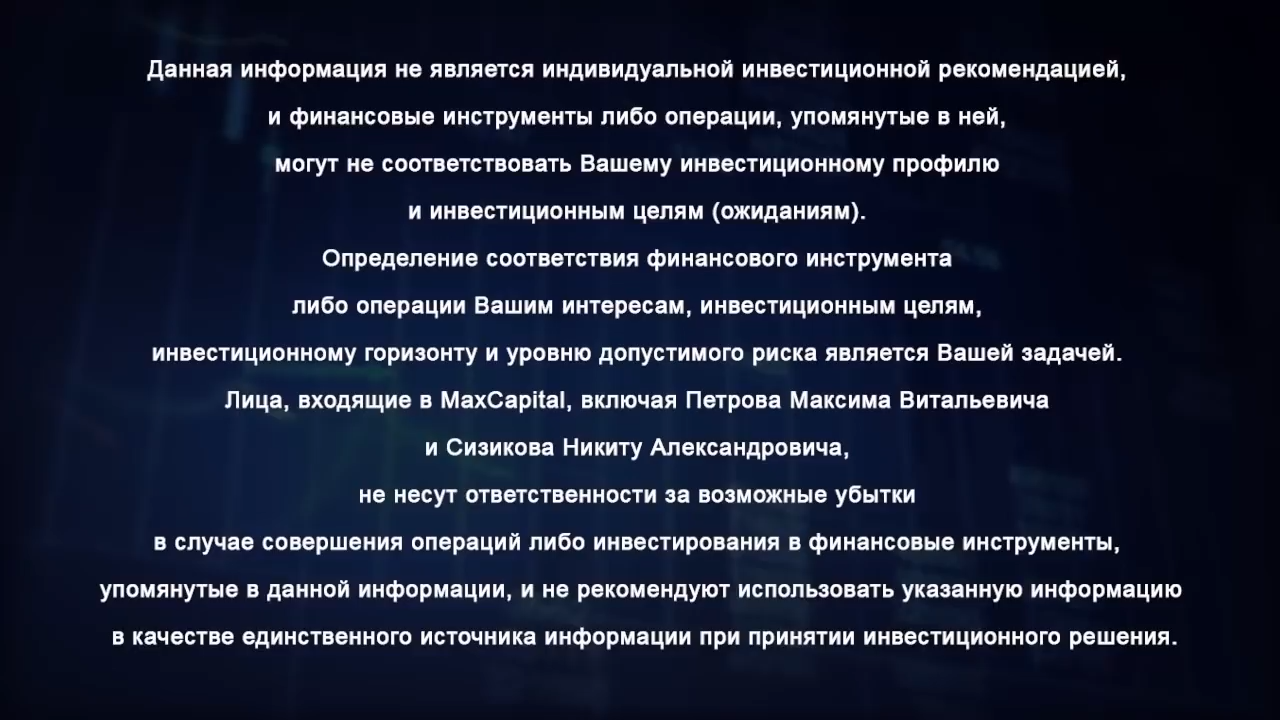 Данная информация не является индивидуальной инвестиционной рекомендацией,
и финансовые инструменты либо операции, упомянутые в ней,
могут не соответствовать Вашему инвестиционному профилю
и инвестиционным целям (ожиданиям).
Определение соответствия финансового инструмента
либо операции Вашим интересам, инвестиционным целям,
инвестиционному горизонту и уровню допустимого риска является Вашей задачей.
Лица, входящие в MaxCapital, включая Петрова Максима Витальевича
и Сизикова Никиту Александровича,
не несут ответственности за возможные убытки
в случае совершения операций либо инвестирования в финансовые инструменты,
упомянутые в данной информации, и не рекомендуют использовать указанную информацию
в качестве единственного источника информации при принятии инвестиционного решения.